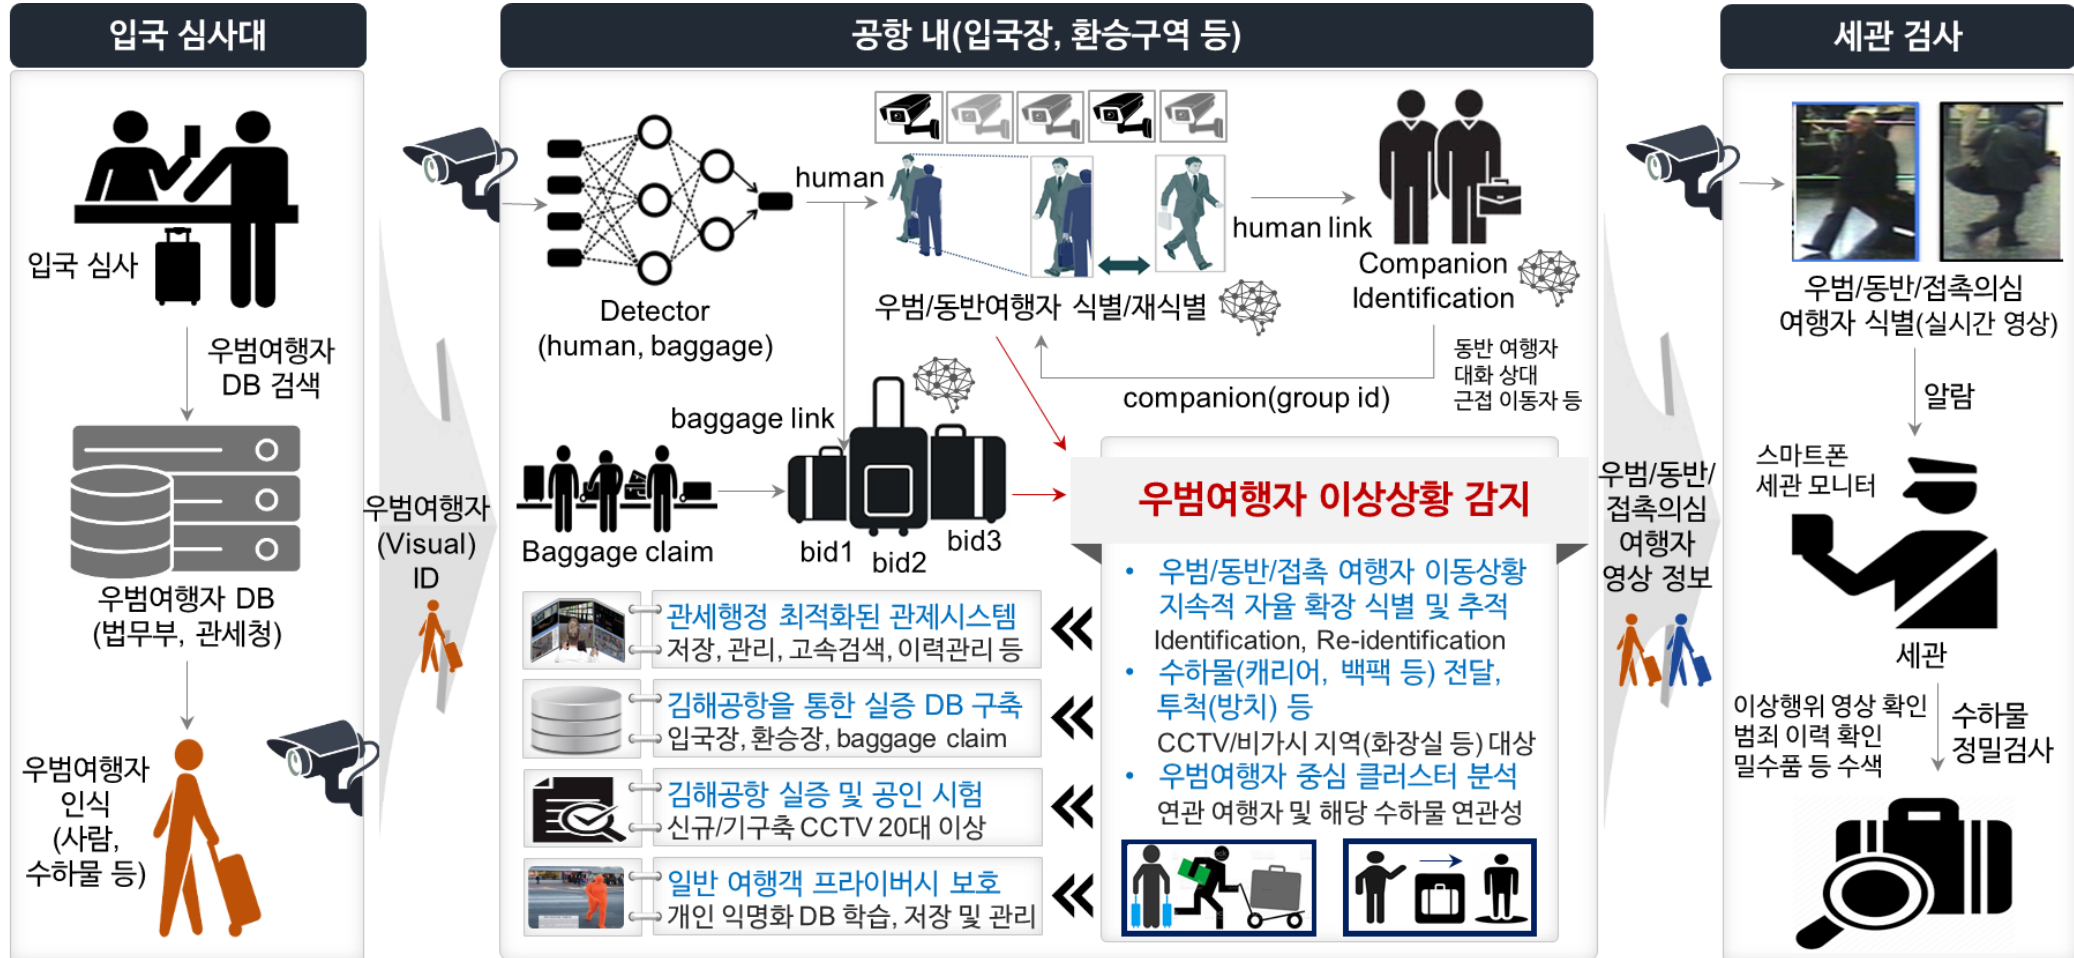 입국 심사대
입국 심사
우범여행자
DB 검색
우범여행자 DB
(법무부, 관세청)
우범여행자
인식
(사람,
수하물 등)
우범여행자
(Visual)
ID
공항 내(입국장, 환승구역 등)
Detector
(human, baggage)
human
우범/동반여행자 식별/재식별
human link
Companion
Identification
동반 여행자
대화 상대
근접 이동자 등
companion(group id)
baggage link
Baggage claim
bid1
bid2
bid3
우범여행자 이상상황 감지
• 우범/동반/접촉 여행자 이동상황
지속적 자율 확장 식별 및 추적
Identification, Re-identification
• 수하물(캐리어, 백팩 등) 전달,
투척(방치) 등
CCTV/비가시 지역(화장실 등) 대상
• 우범여행자 중심 클러스터 분석
연관 여행자 및 해당 수하물 연관성
관세행정 최적화된 관제시스템
저장, 관리, 고속검색, 이력관리 등
김해공항을 통한 실증 DB 구축
입국장, 환승장, baggage claim
김해공항 실증 및 공인 시험
신규/기구축 CCTV 20대 이상
일반 여행객 프라이버시 보호
개인 익명화 DB 학습, 저장 및 관리
우범/동반/
접촉의심
여행자
영상 정보
세관 검사
우범/동반/접촉의심
여행자 식별(실시간 영상)
알람
스마트폰
세관 모니터
세관
이상행위 영상 확인
범죄 이력 확인
밀수품 등 수색
수하물
정밀검사